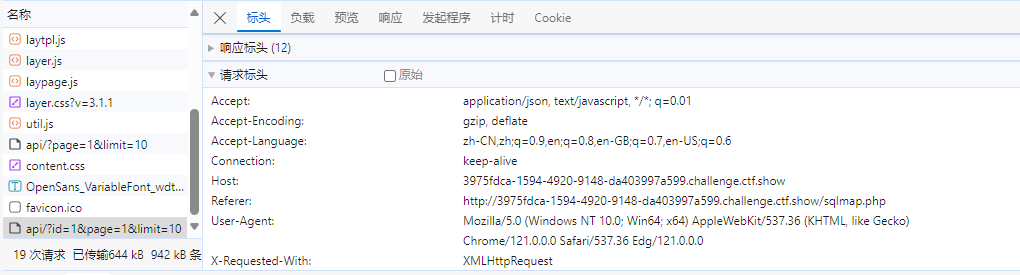 名称
laytpl.js
layer.js
laypage.js
layer.css?v=3.1.1
util.js
api/?page=1&limit=10
content.css
OpenSans_VariableFont_wdt...
favicon.ico
api/?id=1&page=1&limit=10
19 次请求 已传输644 kB 942 kB 条
标头 负载 预览 响应 发起程序 计时 Cookie
响应标头 (12)
请求标头 原始
Accept: application/json, text/javascript, */*; q=0.01
Accept-Encoding: gzip, deflate
Accept-Language: zh-CN,zh;q=0.9,en;q=0.8,en-GB;q=0.7,en-US;q=0.6
Connection: keep-alive
Host: 3975fdca-1594-4920-9148-da403997a599.challenge.ctf.show
Referer: http://3975fdca-1594-4920-9148-da403997a599.challenge.ctf.show/sqlmap.php
User-Agent: Mozilla/5.0 (Windows NT 10.0; Win64; x64) AppleWebKit/537.36 (KHTML, like Gecko)
Chrome/121.0.0.0 Safari/537.36 Edg/121.0.0.0
X-Requested-With: XMLHttpRequest